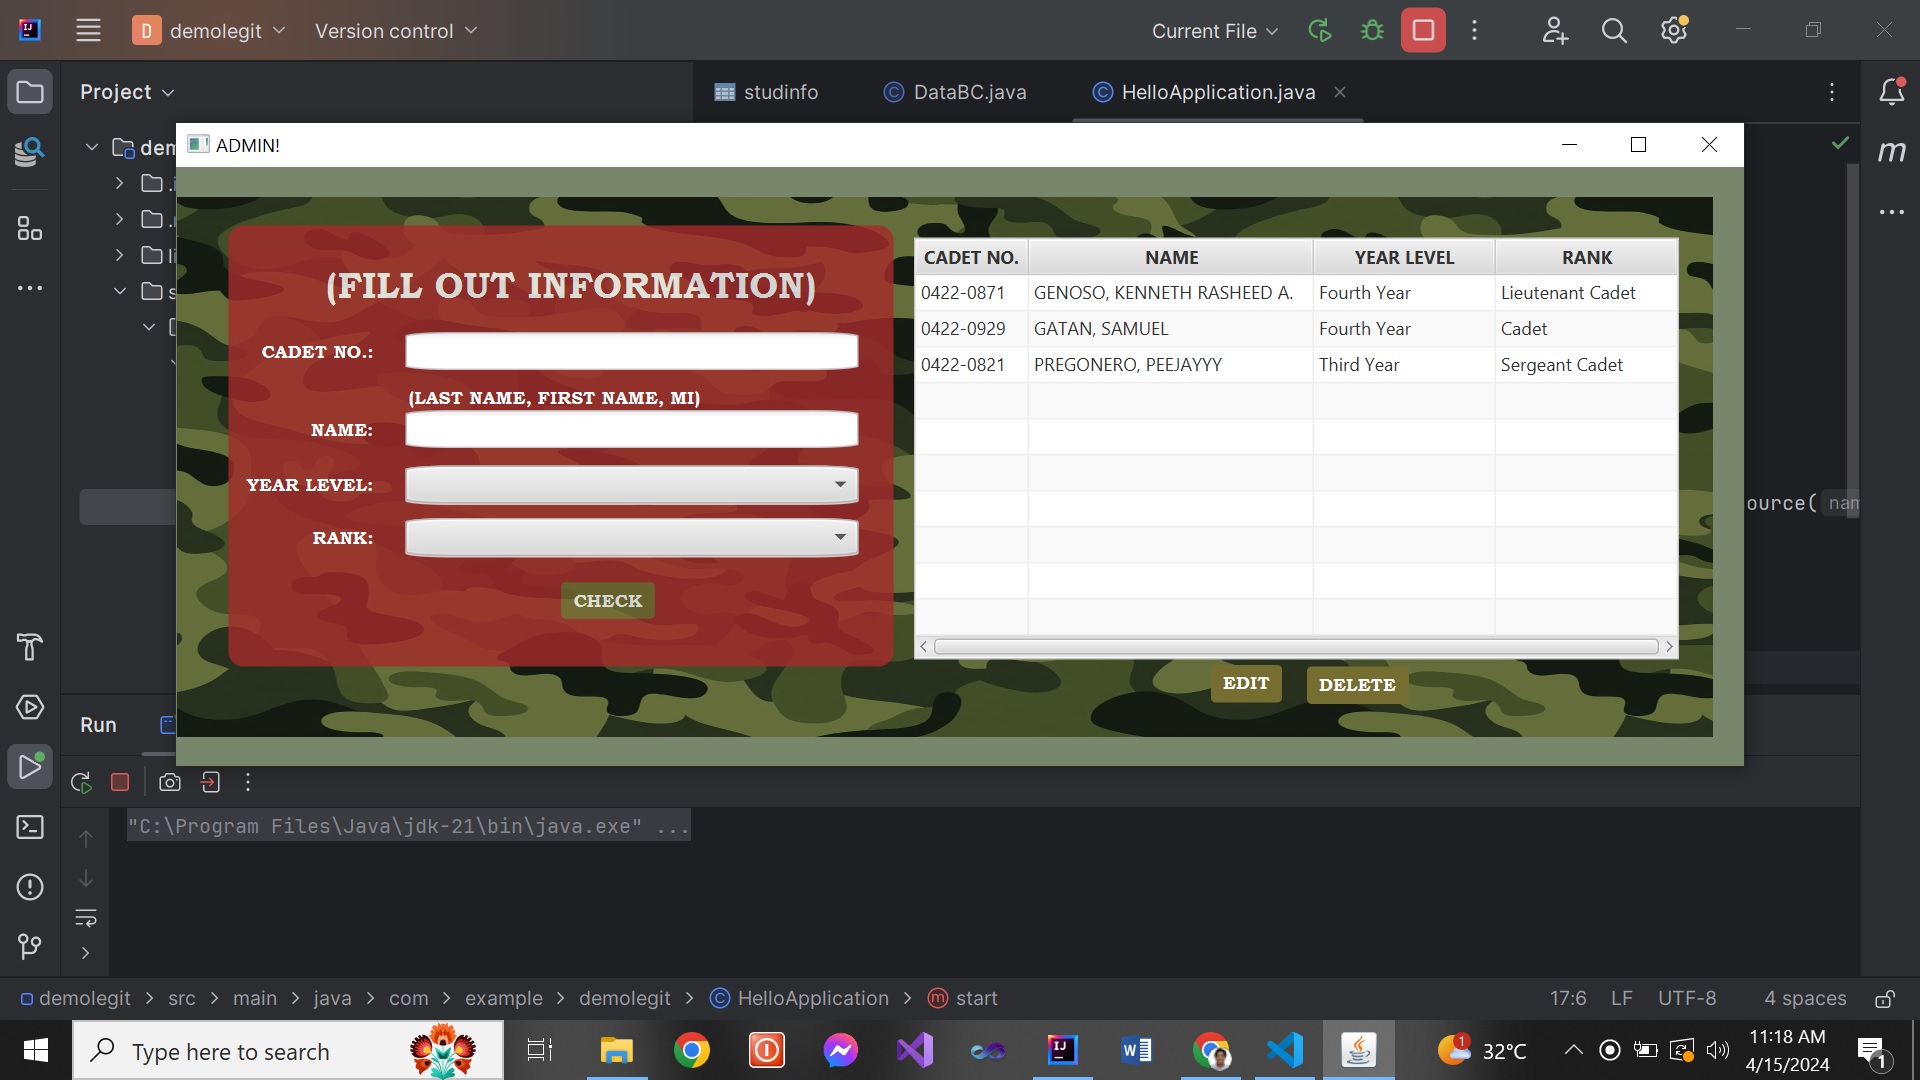 D demolegit Version control Current File
Project studinfo DataBC.java HelloApplication.java
ADMIN!
(FILL OUT INFORMATION)
CADET NO.:
(LAST NAME, FIRST NAME, MI)
NAME:
YEAR LEVEL:
RANK:
CHECK
CADET NO. NAME YEAR LEVEL RANK
0422-0871 GENOSO, KENNETH RASHEED A. Fourth Year Lieutenant Cadet
0422-0929 GATAN, SAMUEL Fourth Year Cadet
0422-0821 PREGONERO, PEEJAYYY Third Year Sergeant Cadet
EDIT DELETE
ource(
Run
"C:\Program Files\Java\jdk-21\bin\java.exe" ...
demolegit > src > main > java > com > example > demolegit > HelloApplication > start 17:6 LF UTF-8 4 spaces
Type here to search 1 32°C 11:18 AM
4/15/2024 1